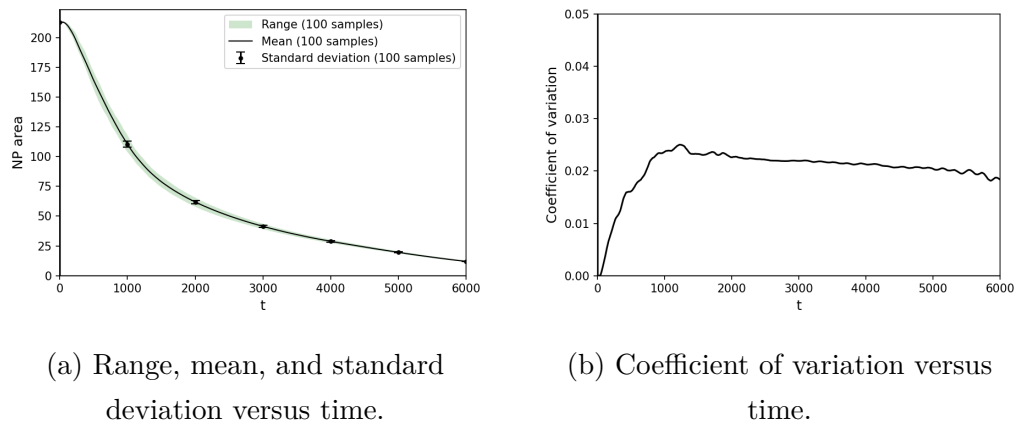 Range (100 samples)
Mean (100 samples)
Standard deviation (100 samples)
NP area
200
175
150
125
100
75
50
25
0
0 1000 2000 3000 4000 5000 6000
t
Coefficient of variation
0.05
0.04
0.03
0.02
0.01
0.00
0 1000 2000 3000 4000 5000 6000
t
(a) Range, mean, and standard
deviation versus time.
(b) Coefficient of variation versus
time.